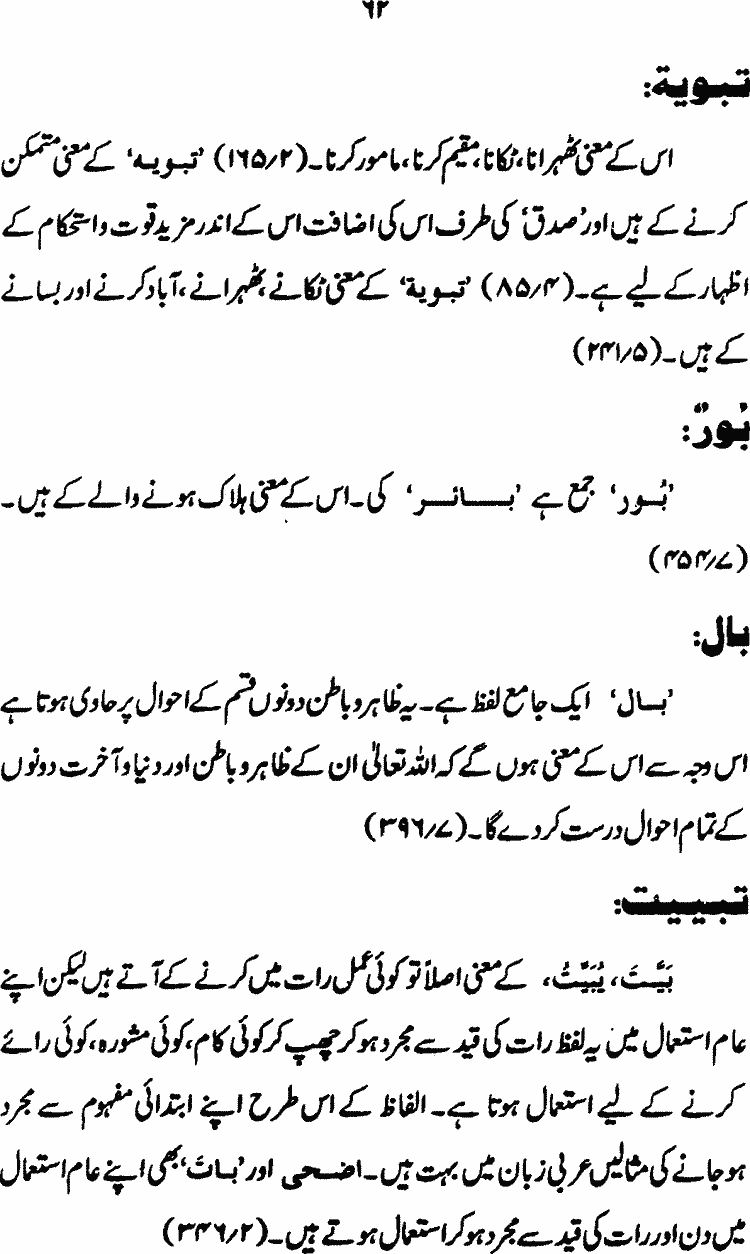 ۶۲
تبویة:
اس کے معنی ٹھہرانا، ٹکانا، مقیم کرنا، مامور کرنا۔ (۱۶۵/۲) ’تبویه‘ کے معنی متمکن
کرنے کے ہیں اور ’صدق‘ کی طرف اس کی اضافت اس کے اندر مزید قوت و استحکام کے
اظہار کے لیے ہے۔ (۸۵/۴) ’تبویة‘ کے معنی ٹکانے، ٹھہرانے، آباد کرنے اور بسانے
کے ہیں۔ (۲۴۱/۵)
بُورٌ:
’بُور‘ جمع ہے ’بائر‘ کی۔ اس کے معنی ہلاک ہونے والے کے ہیں۔
(۴۵۴/۷)
بال:
’بال‘ ایک جامع لفظ ہے۔ یہ ظاہر و باطن دونوں قسم کے احوال پر حاوی ہوتا ہے
اس وجہ سے اس کے معنی ہوں گے کہ اللہ تعالیٰ ان کے ظاہر و باطن اور دنیا و آخرت دونوں
کے تمام احوال درست کر دے گا۔ (۳۹۶/۷)
تبییت:
بَیَّتَ، یُبَیِّتُ، کے معنی اصلاً تو کوئی عمل رات میں کرنے کے آتے ہیں لیکن اپنے
عام استعمال میں یہ لفظ رات کی قید سے مجرد ہو کر چھپ کر کوئی کام، کوئی مشورہ، کوئی رائے
کرنے کے لیے استعمال ہوتا ہے۔ الفاظ کے اس طرح اپنے ابتدائی مفہوم سے مجرد
ہو جانے کی مثالیں عربی زبان میں بہت ہیں۔ اضحی اور ’باتَ‘ بھی اپنے عام استعمال
میں دن اور رات کی قید سے مجرد ہو کر استعمال ہوتے ہیں۔ (۳۴۶/۲)